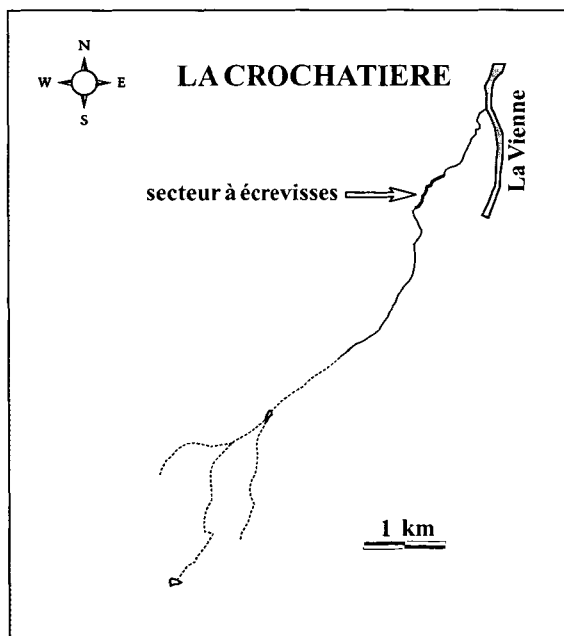 N
W E
S
LA CROCHATIERE
La Vienne
secteur à écrevisses
1 km